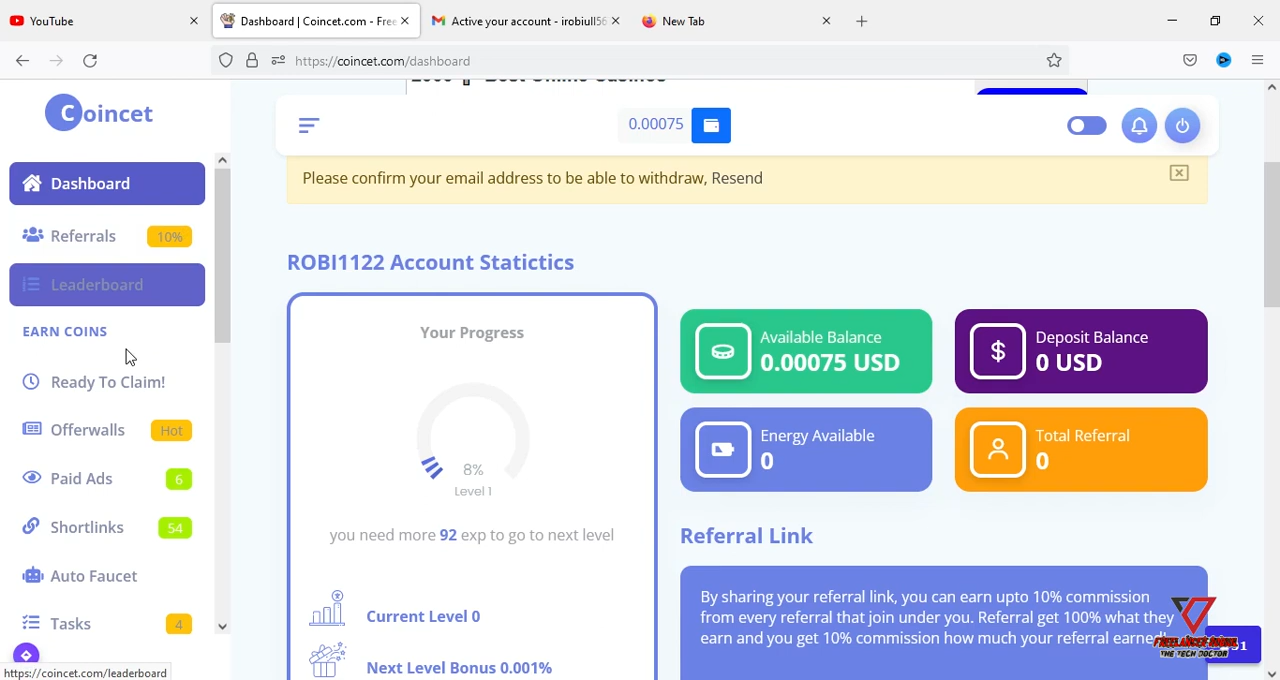 YouTube
Dashboard | Coincet.com - Free
Active your account - irobiull56
New Tab
https://coincet.com/dashboard
Coincet
0.00075
Please confirm your email address to be able to withdraw, Resend
Dashboard
Referrals 10%
Leaderboard
EARN COINS
Ready To Claim!
Offerwalls Hot
Paid Ads 6
Shortlinks 54
Auto Faucet
Tasks 4
https://coincet.com/leaderboard
ROBI1122 Account Statictics
Your Progress
8%
Level 1
you need more 92 exp to go to next level
Current Level 0
Next Level Bonus 0.001%
Available Balance
0.00075 USD
Deposit Balance
0 USD
Energy Available
0
Total Referral
0
Referral Link
By sharing your referral link, you can earn upto 10% commission
from every referral that join under you. Referral get 100% what they
earn and you get 10% commission how much your referral earned!
THE TECH DOCTOR